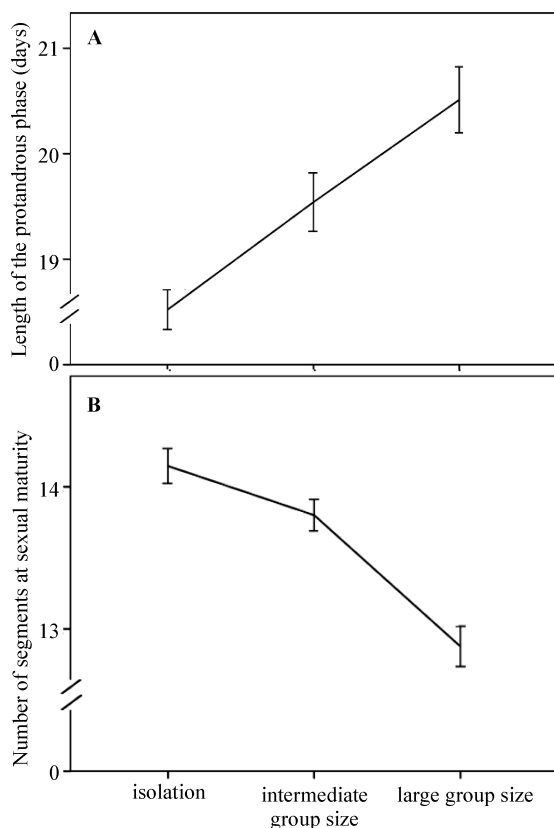 A
Length of the protandrous phase (days)
21
20
19
0
B
Number of segments at sexual maturity
14
13
0
isolation
intermediate
group size
large group size